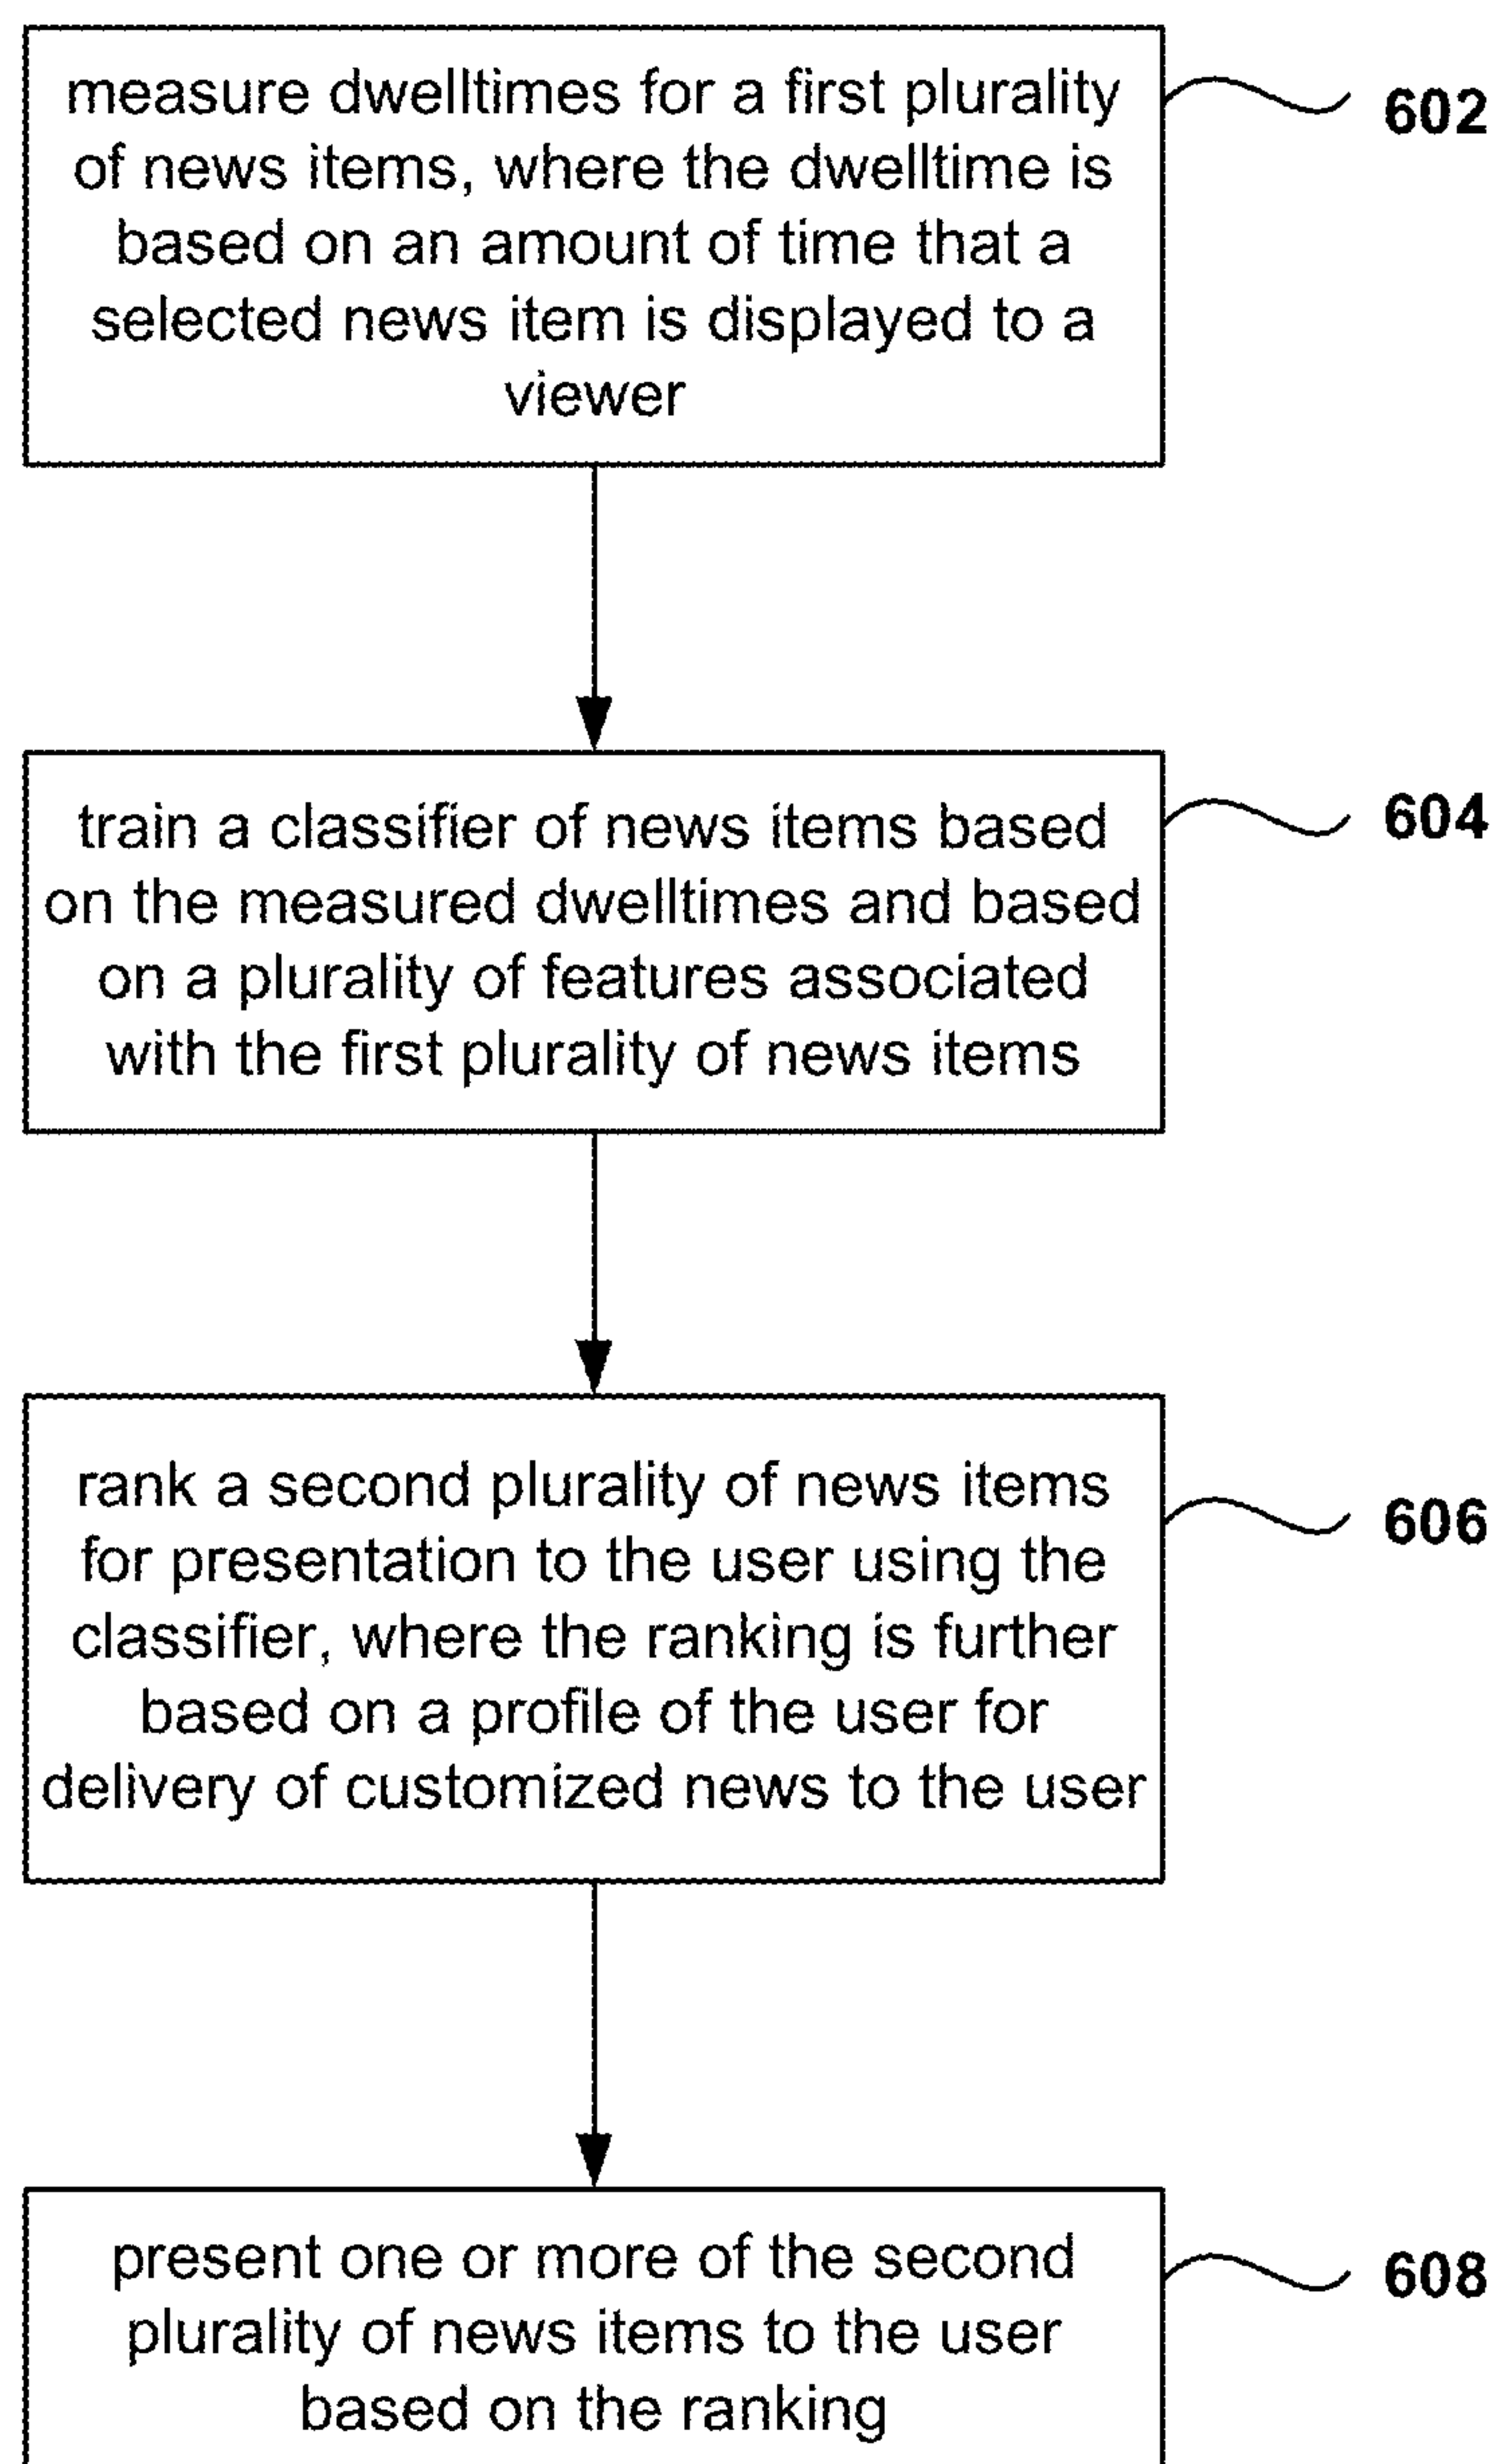 measure dwelltimes for a first plurality
of news items, where the dwelltime is
based on an amount of time that a
selected news item is displayed to a
viewer
602
train a classifier of news items based
on the measured dwelltimes and based
on a plurality of features associated
with the first plurality of news items
604
rank a second plurality of news items
for presentation to the user using the
classifier, where the ranking is further
based on a profile of the user for
delivery of customized news to the user
606
present one or more of the second
plurality of news items to the user
based on the ranking
608